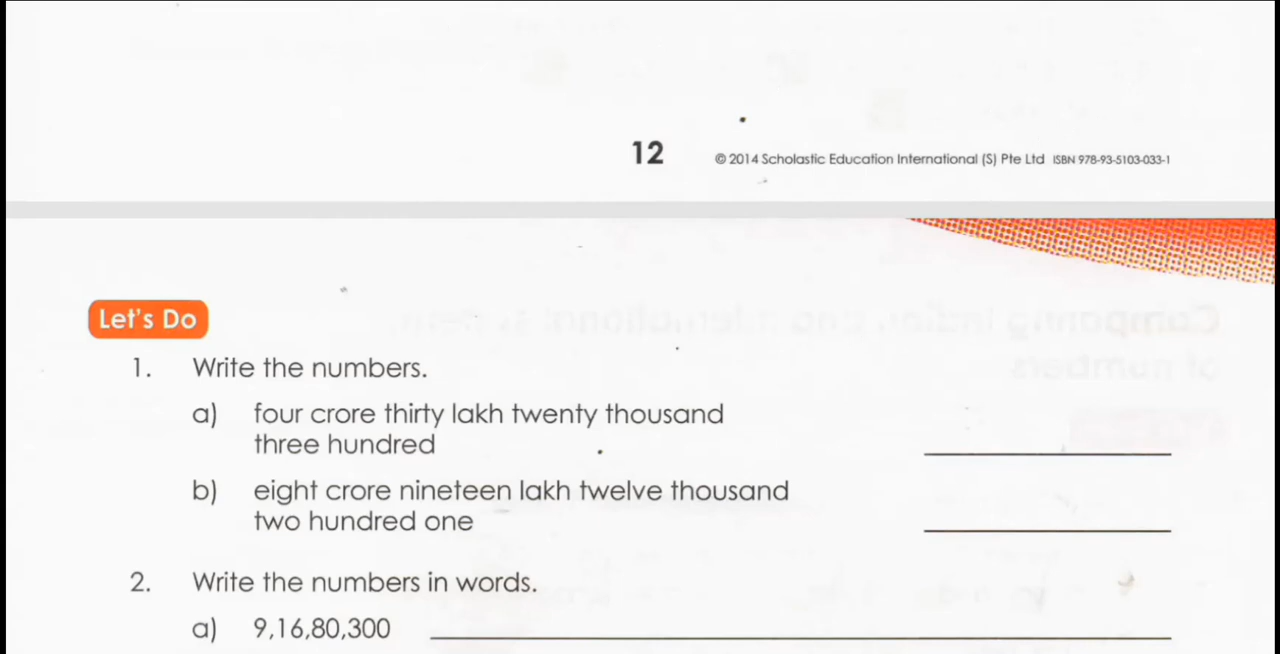 12 © 2014 Scholastic Education International (S) Pte Ltd ISBN 978-93-5103-033-1
Let's Do
1. Write the numbers.
a) four crore thirty lakh twenty thousand
three hundred
b) eight crore nineteen lakh twelve thousand
two hundred one
2. Write the numbers in words.
a) 9,16,80,300